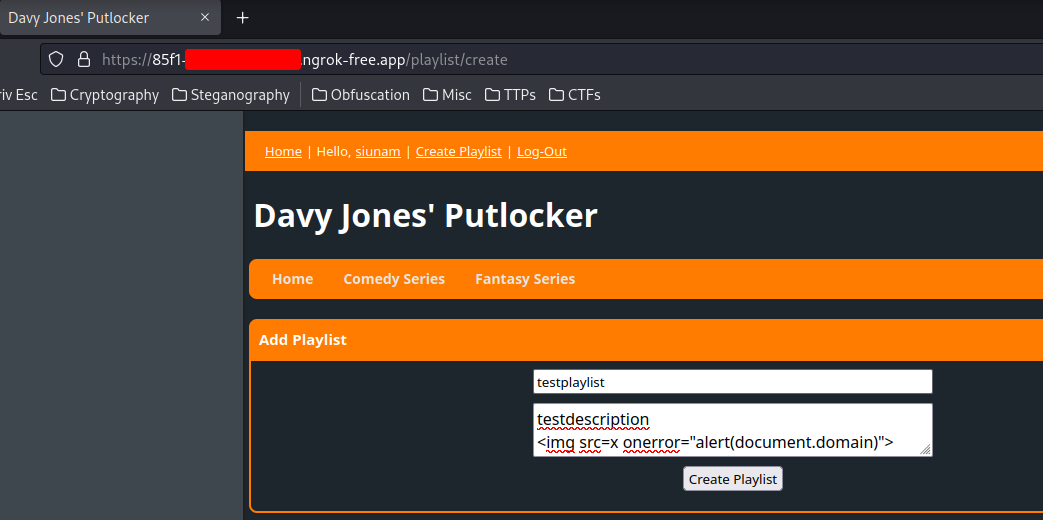 Davy Jones' Putlocker × +
https://85f1- .ngrok-free.app/playlist/create
riv Esc Cryptography Steganography Obfuscation Misc TTPs CTFs
Home | Hello, siunam | Create Playlist | Log-Out
Davy Jones' Putlocker
Home Comedy Series Fantasy Series
Add Playlist
testplaylist
testdescription
<img src=x onerror="alert(document.domain)">
Create Playlist